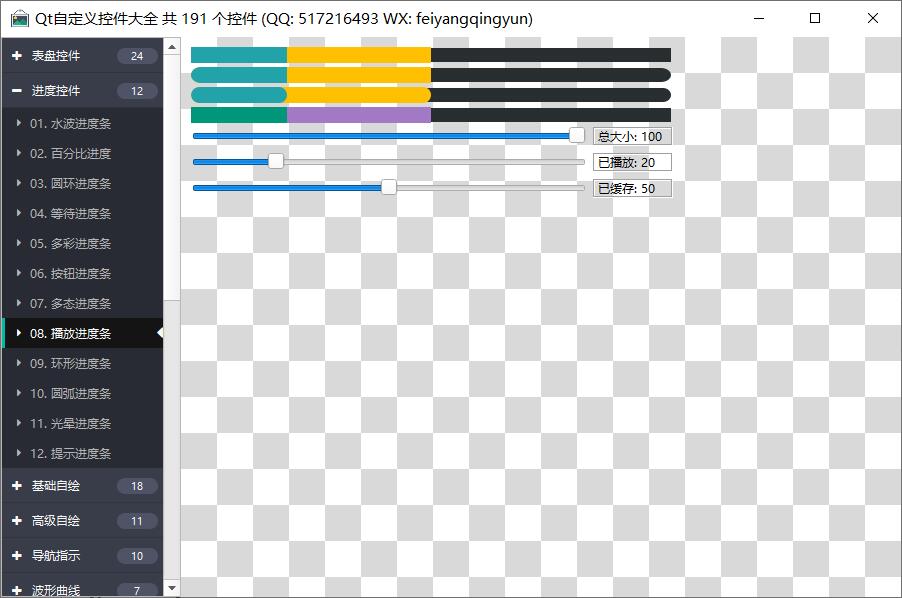 Qt自定义控件大全 共 191 个控件 (QQ: 517216493 WX: feiyangqingyun)
表盘控件 24
进度控件 12
01. 水波进度条
02. 百分比进度
03. 圆环进度条
04. 等待进度条
05. 多彩进度条
06. 按钮进度条
07. 多态进度条
08. 播放进度条
09. 环形进度条
10. 圆弧进度条
11. 光晕进度条
12. 提示进度条
基础自绘 18
高级自绘 11
导航指示 10
波形曲线 7
总大小: 100
已播放: 20
已缓存: 50